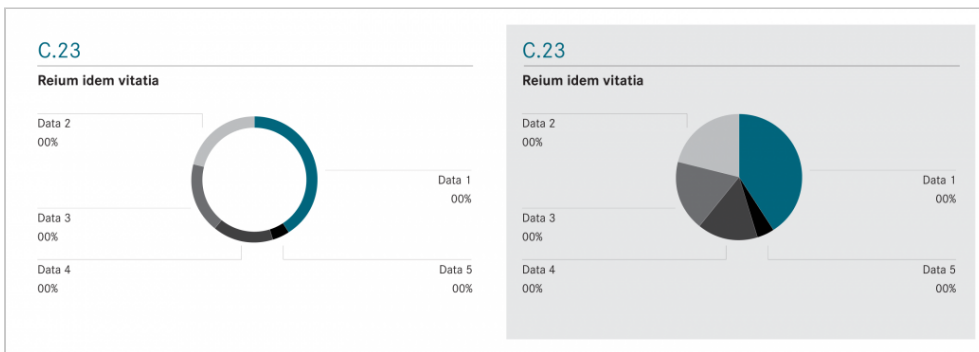 C.23
Reium idem vitatia
Data 2
00%
Data 1
00%
Data 3
00%
Data 4
00%
Data 5
00%
C.23
Reium idem vitatia
Data 2
00%
Data 1
00%
Data 3
00%
Data 4
00%
Data 5
00%